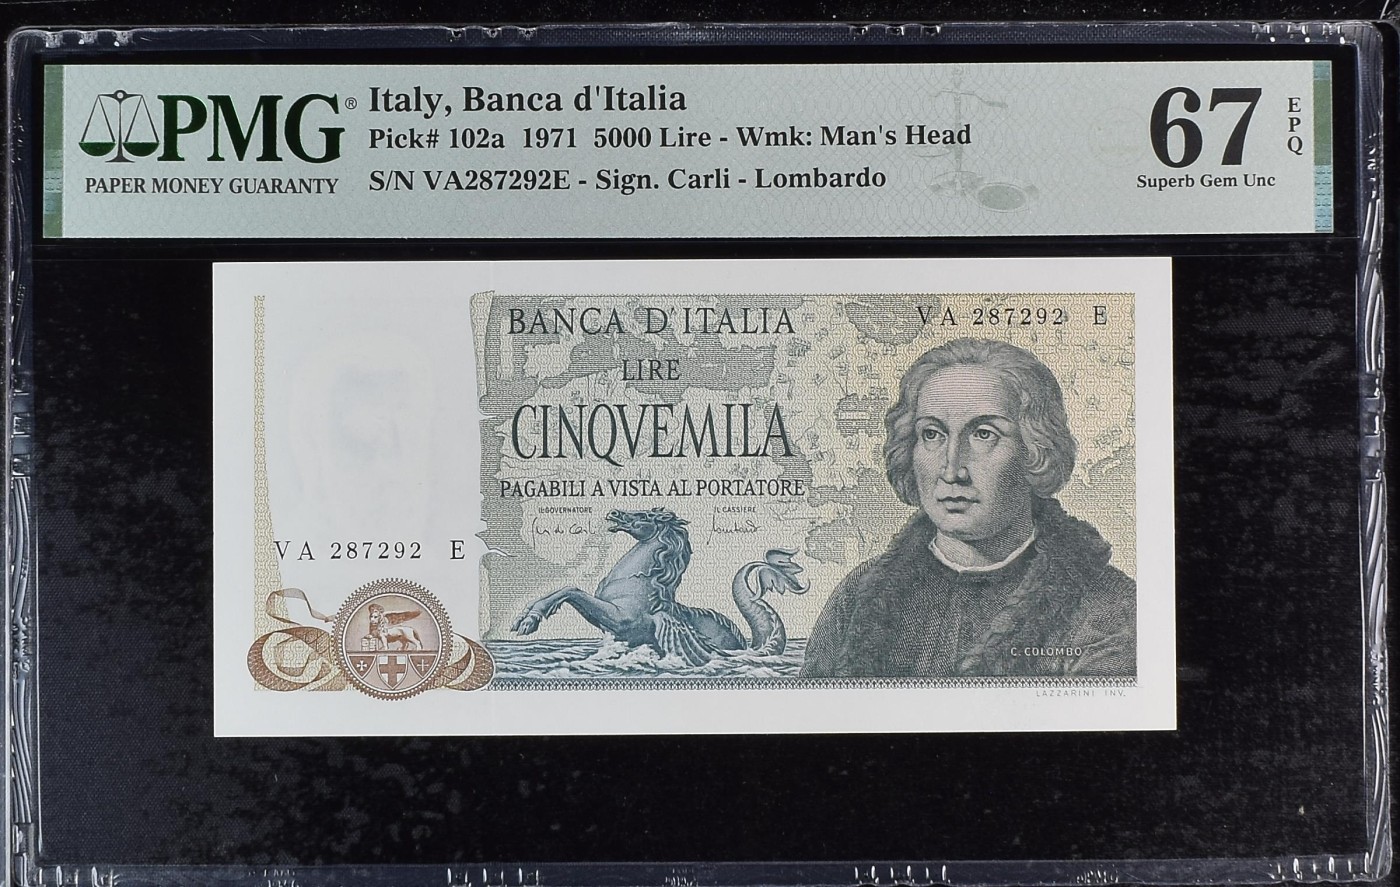 PMG®
PAPER MONEY GUARANTY
Italy, Banca d'Italia
Pick# 102a 1971 5000 Lire - Wmk: Man's Head
S/N VA287292E - Sign. Carli - Lombardo
67
EPQ
Superb Gem Unc
BANCA D'ITALIA
VA 287292 E
LIRE
CINQVEMILA
PAGABILI A VISTA AL PORTATORE
IL GOVERNATORE
IL CASSIERE
VA 287292 E
C. COLOMBO
LAZZARINI INV.